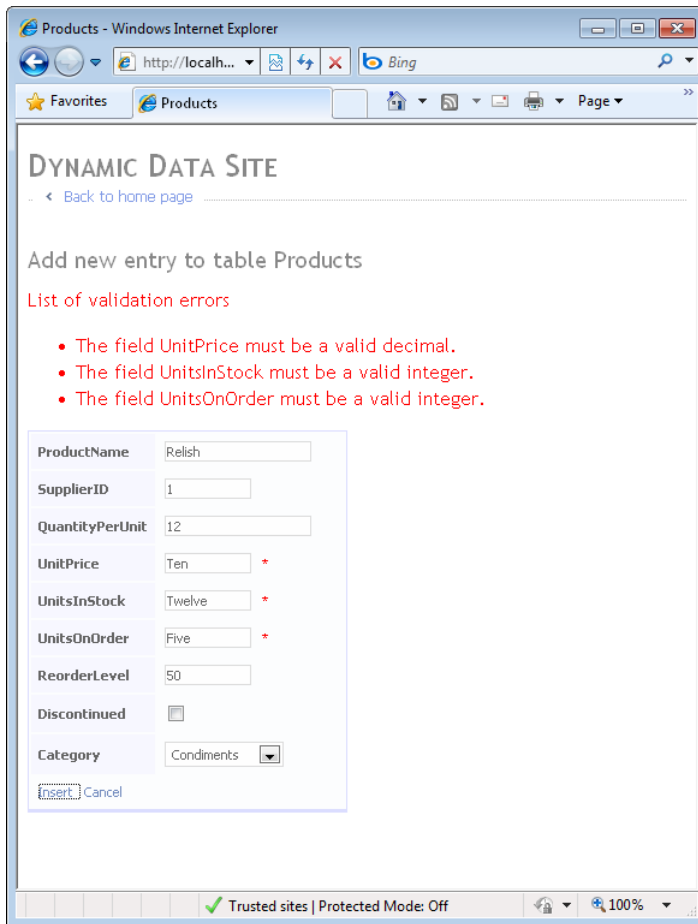 Products - Windows Internet Explorer
http://localh... Bing
Favorites Products Page »
DYNAMIC DATA SITE
Back to home page
Add new entry to table Products
List of validation errors
• The field UnitPrice must be a valid decimal.
• The field UnitsInStock must be a valid integer.
• The field UnitsOnOrder must be a valid integer.
ProductName Relish
SupplierID 1
QuantityPerUnit 12
UnitPrice Ten *
UnitsInStock Twelve *
UnitsOnOrder Five *
ReorderLevel 50
Discontinued
Category Condiments
Insert Cancel
Trusted sites | Protected Mode: Off 100%